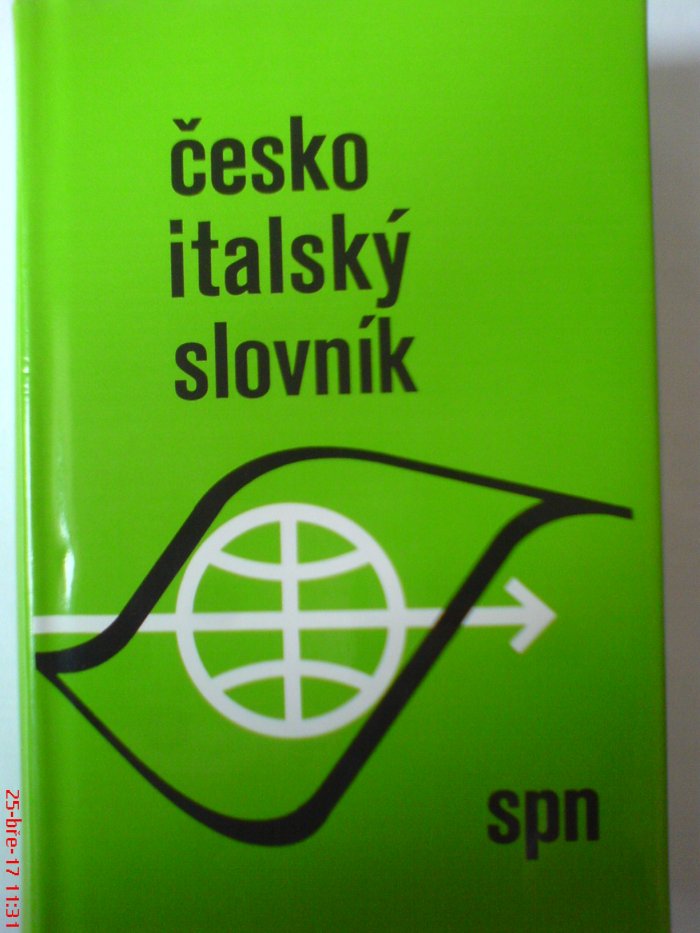 česko
italský
slovník
spn
25-bře-17 11:31